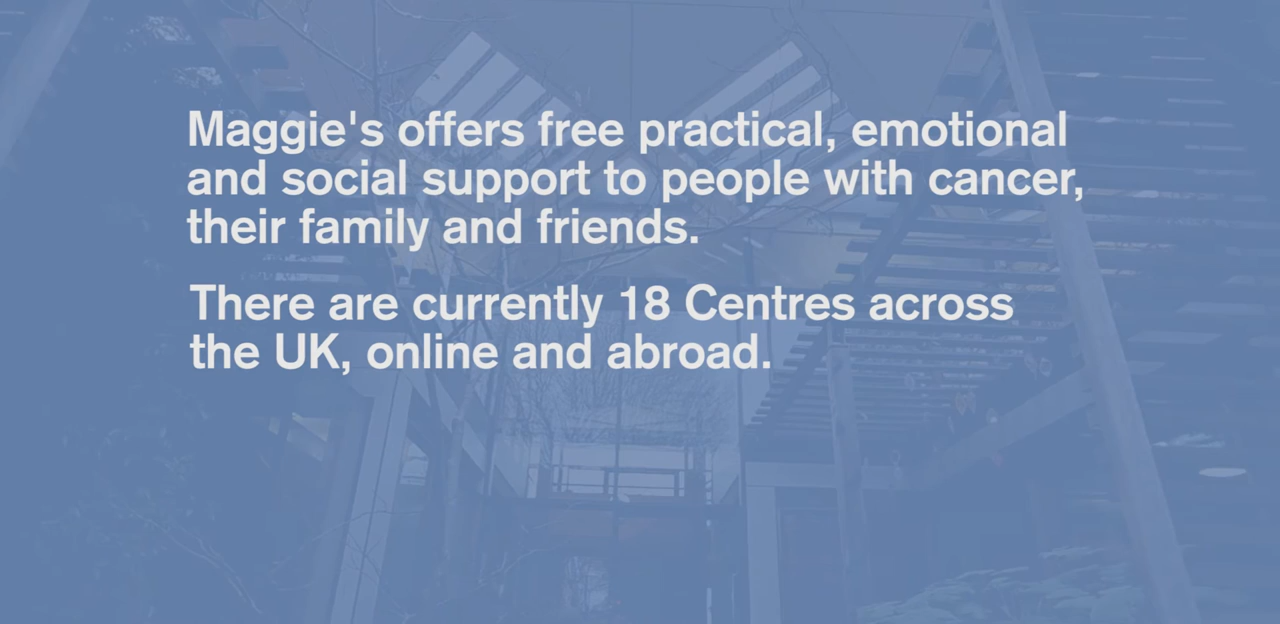 Maggie's offers free practical, emotional
and social support to people with cancer,
their family and friends.
There are currently 18 Centres across
the UK, online and abroad.